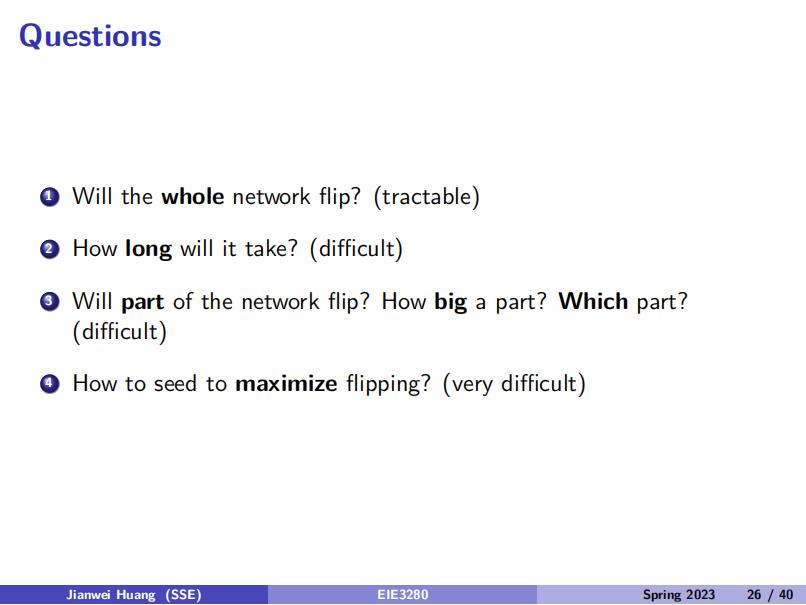 Questions
1 Will the whole network flip? (tractable)
2 How long will it take? (difficult)
3 Will part of the network flip? How big a part? Which part?
(difficult)
4 How to seed to maximize flipping? (very difficult)
Jianwei Huang (SSE) EIE3280 Spring 2023 26 / 40